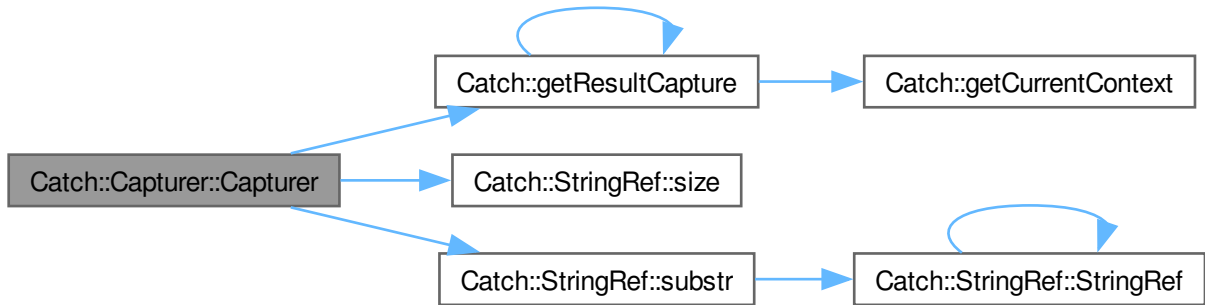 Catch::getResultCapture
Catch::getCurrentContext
Catch::Capturer::Capturer
Catch::StringRef::size
Catch::StringRef::substr
Catch::StringRef::StringRef